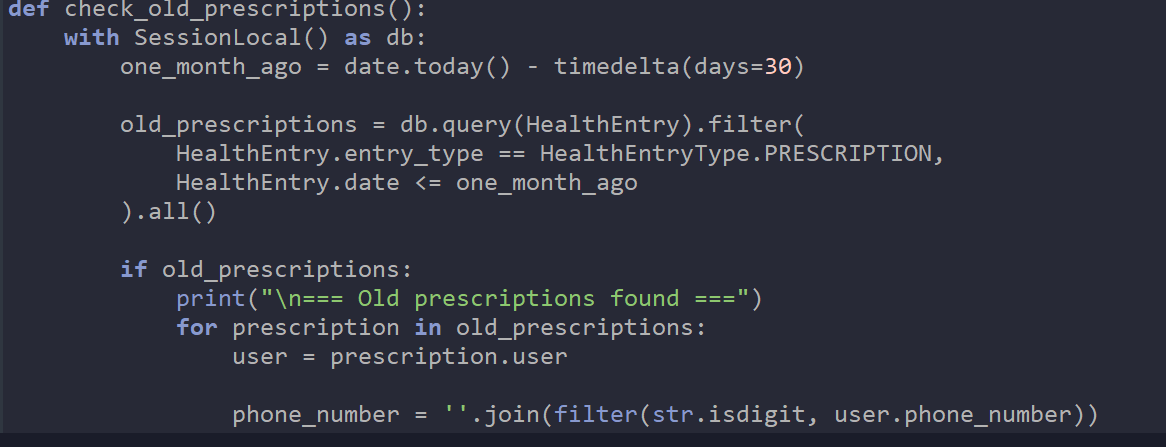 def check_old_prescriptions():
    with SessionLocal() as db:
        one_month_ago = date.today() - timedelta(days=30)
        old_prescriptions = db.query(HealthEntry).filter(
            HealthEntry.entry_type == HealthEntryType.PRESCRIPTION,
            HealthEntry.date <= one_month_ago
        ).all()
        if old_prescriptions:
            print("\n=== Old prescriptions found ===")
            for prescription in old_prescriptions:
                user = prescription.user
                phone_number = ''.join(filter(str.isdigit, user.phone_number))